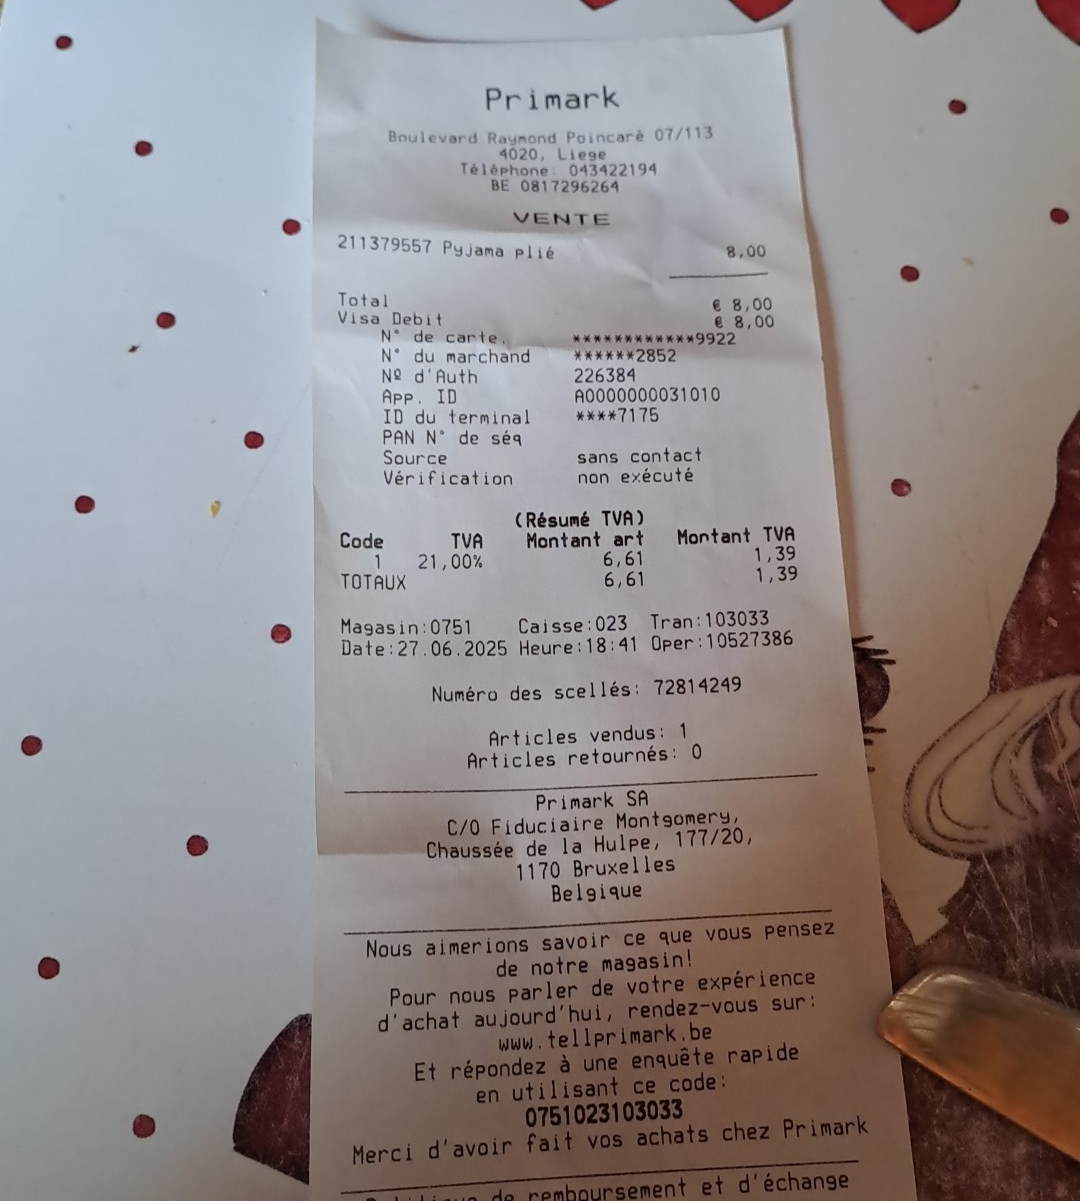 Primark
Boulevard Raymond Poincaré 07/113
4020, Liege
Téléphone: 043422194
BE 0817296264
VENTE
211379557 Pyjama plié 8,00
Total € 8,00
Visa Debit € 8,00
N° de carte. ************9922
N° du marchand ******2852
Nº d'Auth 226384
App. ID A0000000031010
ID du terminal ****7175
PAN N° de séq
Source sans contact
Vérification non exécuté
(Résumé TVA)
Code TVA Montant art Montant TVA
1 21,00% 6,61 1,39
TOTAUX 6,61 1,39
Magasin:0751 Caisse:023 Tran:103033
Date:27.06.2025 Heure:18:41 Oper:10527386
Numéro des scellés: 72814249
Articles vendus: 1
Articles retournés: 0
Primark SA
C/O Fiduciaire Montgomery,
Chaussée de la Hulpe, 177/20,
1170 Bruxelles
Belgique
Nous aimerions savoir ce que vous pensez
de notre magasin!
Pour nous parler de votre expérience
d'achat aujourd'hui, rendez-vous sur:
www.tellprimark.be
Et répondez à une enquête rapide
en utilisant ce code:
0751023103033
Merci d'avoir fait vos achats chez Primark
de remboursement et d'échange